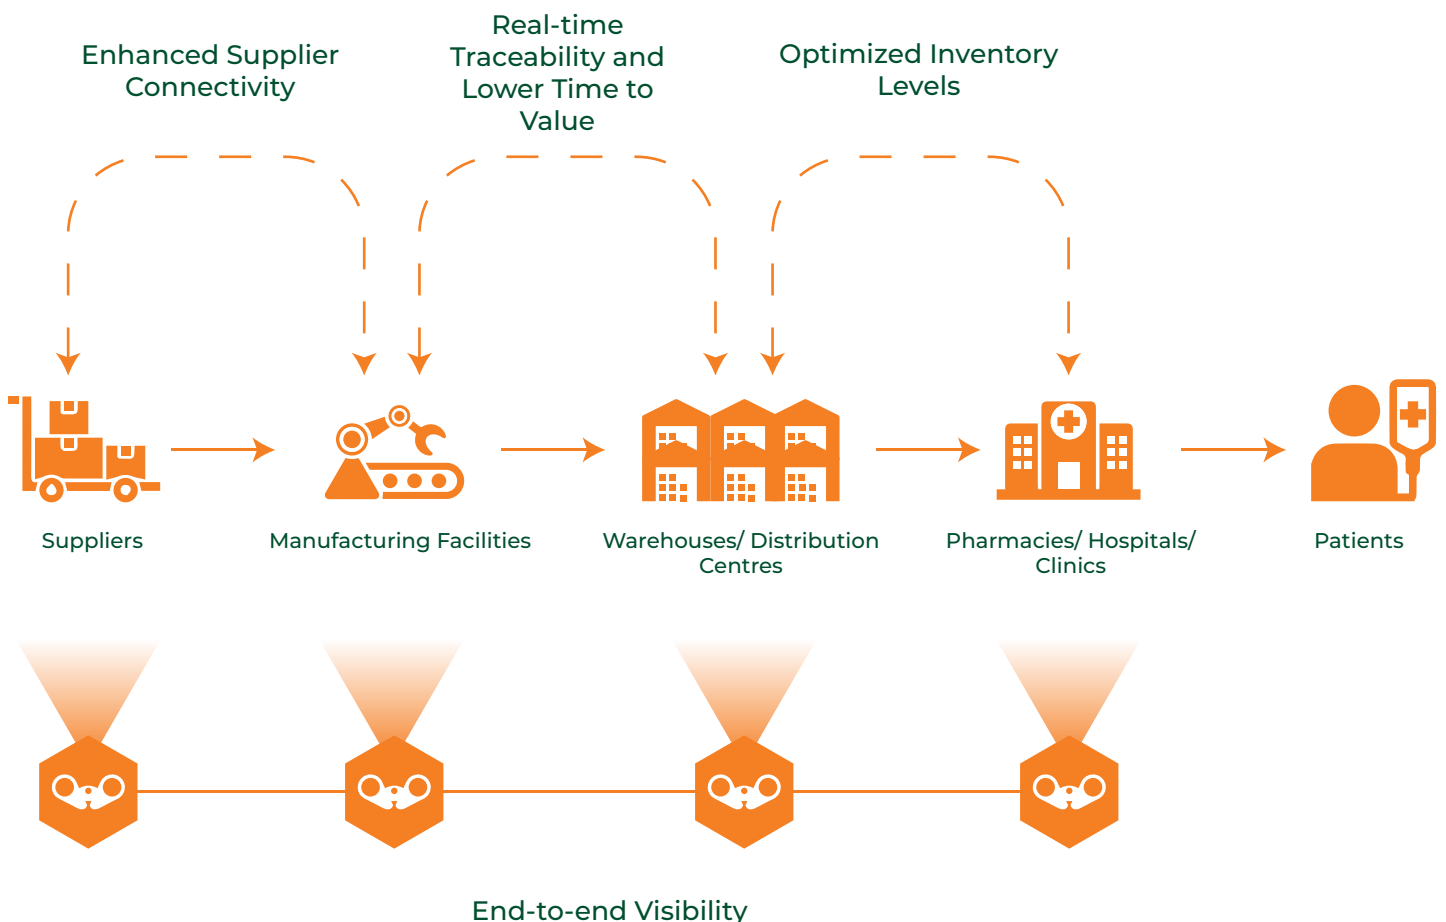 Enhanced Supplier
Connectivity
Real-time
Traceability and
Lower Time to
Value
Optimized Inventory
Levels
Suppliers
Manufacturing Facilities
Warehouses/ Distribution
Centres
Pharmacies/ Hospitals/
Clinics
Patients
End-to-end Visibility